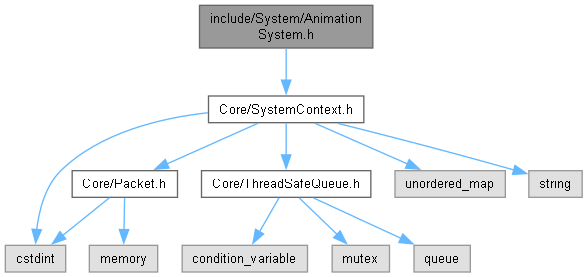 include/System/Animation
System.h
Core/SystemContext.h
Core/Packet.h
Core/ThreadSafeQueue.h
unordered_map
string
cstdint
memory
condition_variable
mutex
queue